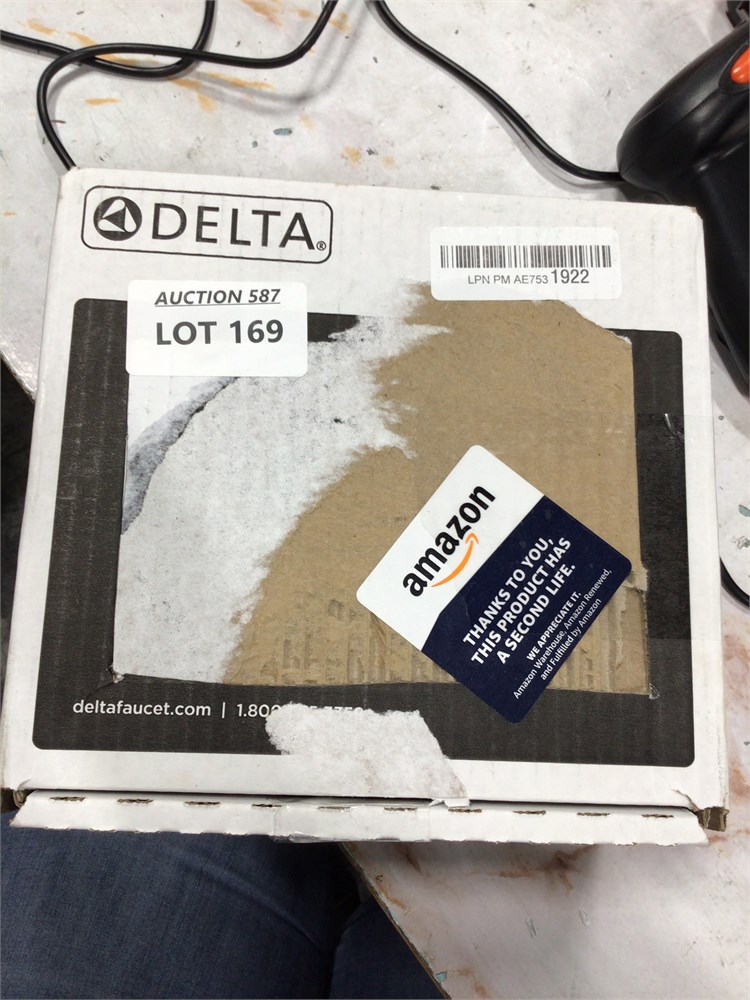 DELTA®
LPN PM AE753 1922
AUCTION 587
LOT 169
amazon
THANKS TO YOU,
THIS PRODUCT HAS
A SECOND LIFE.
WE APPRECIATE IT.
Amazon Warehouse, Amazon Renewed,
and Fulfilled by Amazon
deltafaucet.com | 1.800